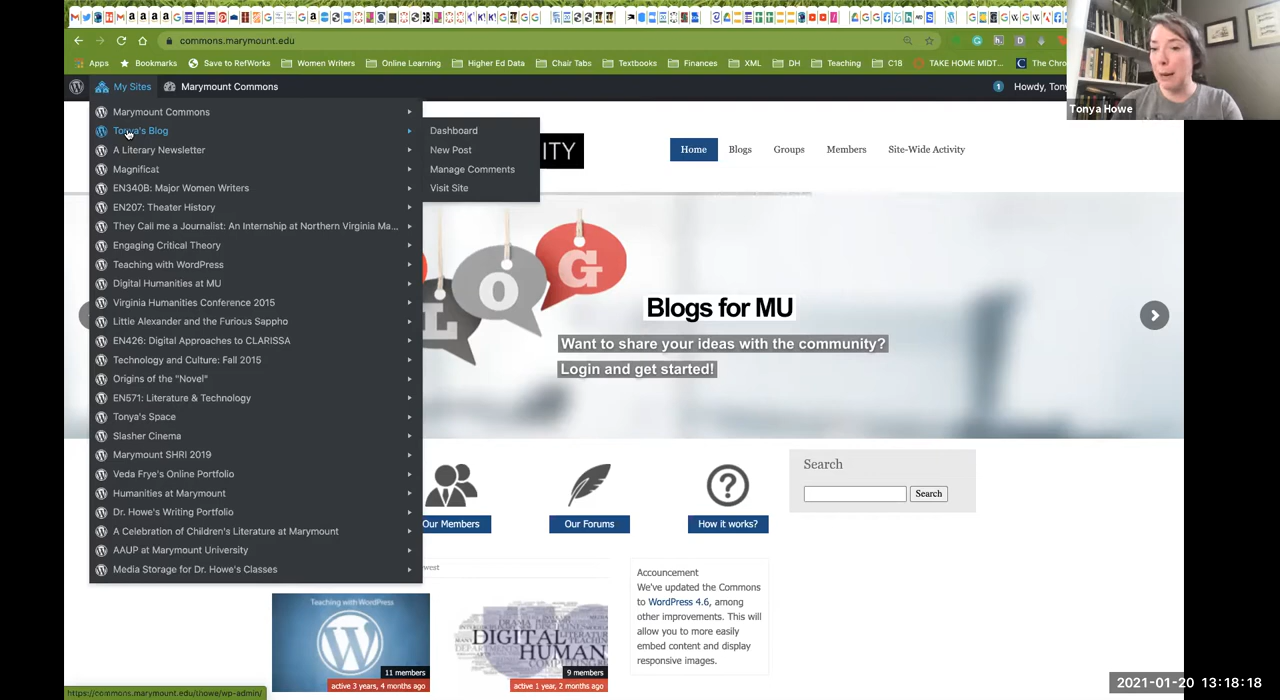 commons.marymount.edu
Apps Bookmarks Save to RefWorks Women Writers Online Learning Higher Ed Data Chair Tabs Textbooks Finances XML DH Teaching C18 TAKE HOME MIDT... The Chro
My Sites Marymount Commons 1 Howdy, Tony
Tonya Howe
Marymount Commons
Tonya's Blog
A Literary Newsletter
Magnificat
EN340B: Major Women Writers
EN207: Theater History
They Call me a Journalist: An Internship at Northern Virginia Ma...
Engaging Critical Theory
Teaching with WordPress
Digital Humanities at MU
Virginia Humanities Conference 2015
Little Alexander and the Furious Sappho
EN426: Digital Approaches to CLARISSA
Technology and Culture: Fall 2015
Origins of the "Novel"
EN571: Literature & Technology
Tonya's Space
Slasher Cinema
Marymount SHRI 2019
Veda Frye's Online Portfolio
Humanities at Marymount
Dr. Howe's Writing Portfolio
A Celebration of Children's Literature at Marymount
AAUP at Marymount University
Media Storage for Dr. Howe's Classes
Dashboard
New Post
Manage Comments
Visit Site
ITY
Home Blogs Groups Members Site-Wide Activity
L O G
Blogs for MU
Want to share your ideas with the community?
Login and get started!
Our Members Our Forums How it works?
Search
Search
west
Accouncement
We've updated the Commons
to WordPress 4.6, among
other improvements. This will
allow you to more easily
embed content and display
responsive images.
Teaching with WordPress
11 members
active 3 years, 4 months ago
DIGITAL
HUMAN
9 members
active 1 year, 2 months ago
https://commons.marymount.edu/thowe/wp-admin/
2021-01-20 13:18:18